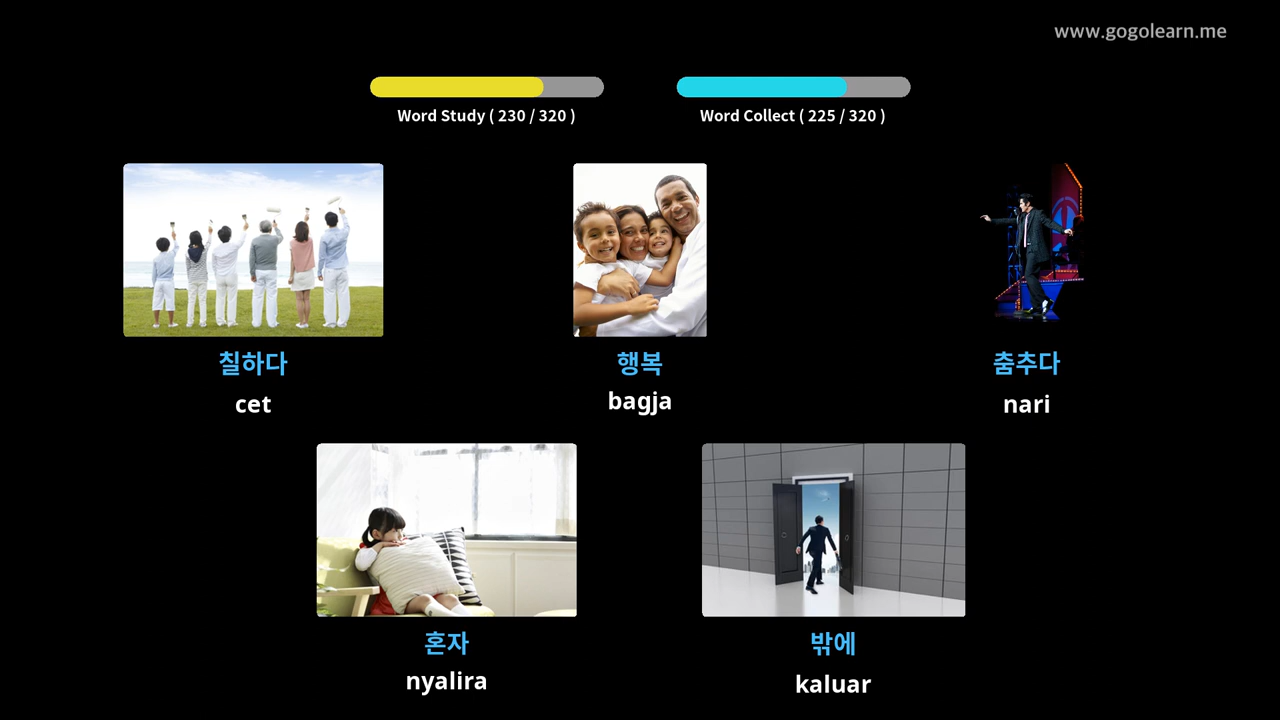 www.gogolearn.me
Word Study ( 230 / 320 )
Word Collect ( 225 / 320 )
칠하다
cet
행복
bagja
춤추다
nari
혼자
nyalira
밖에
kaluar